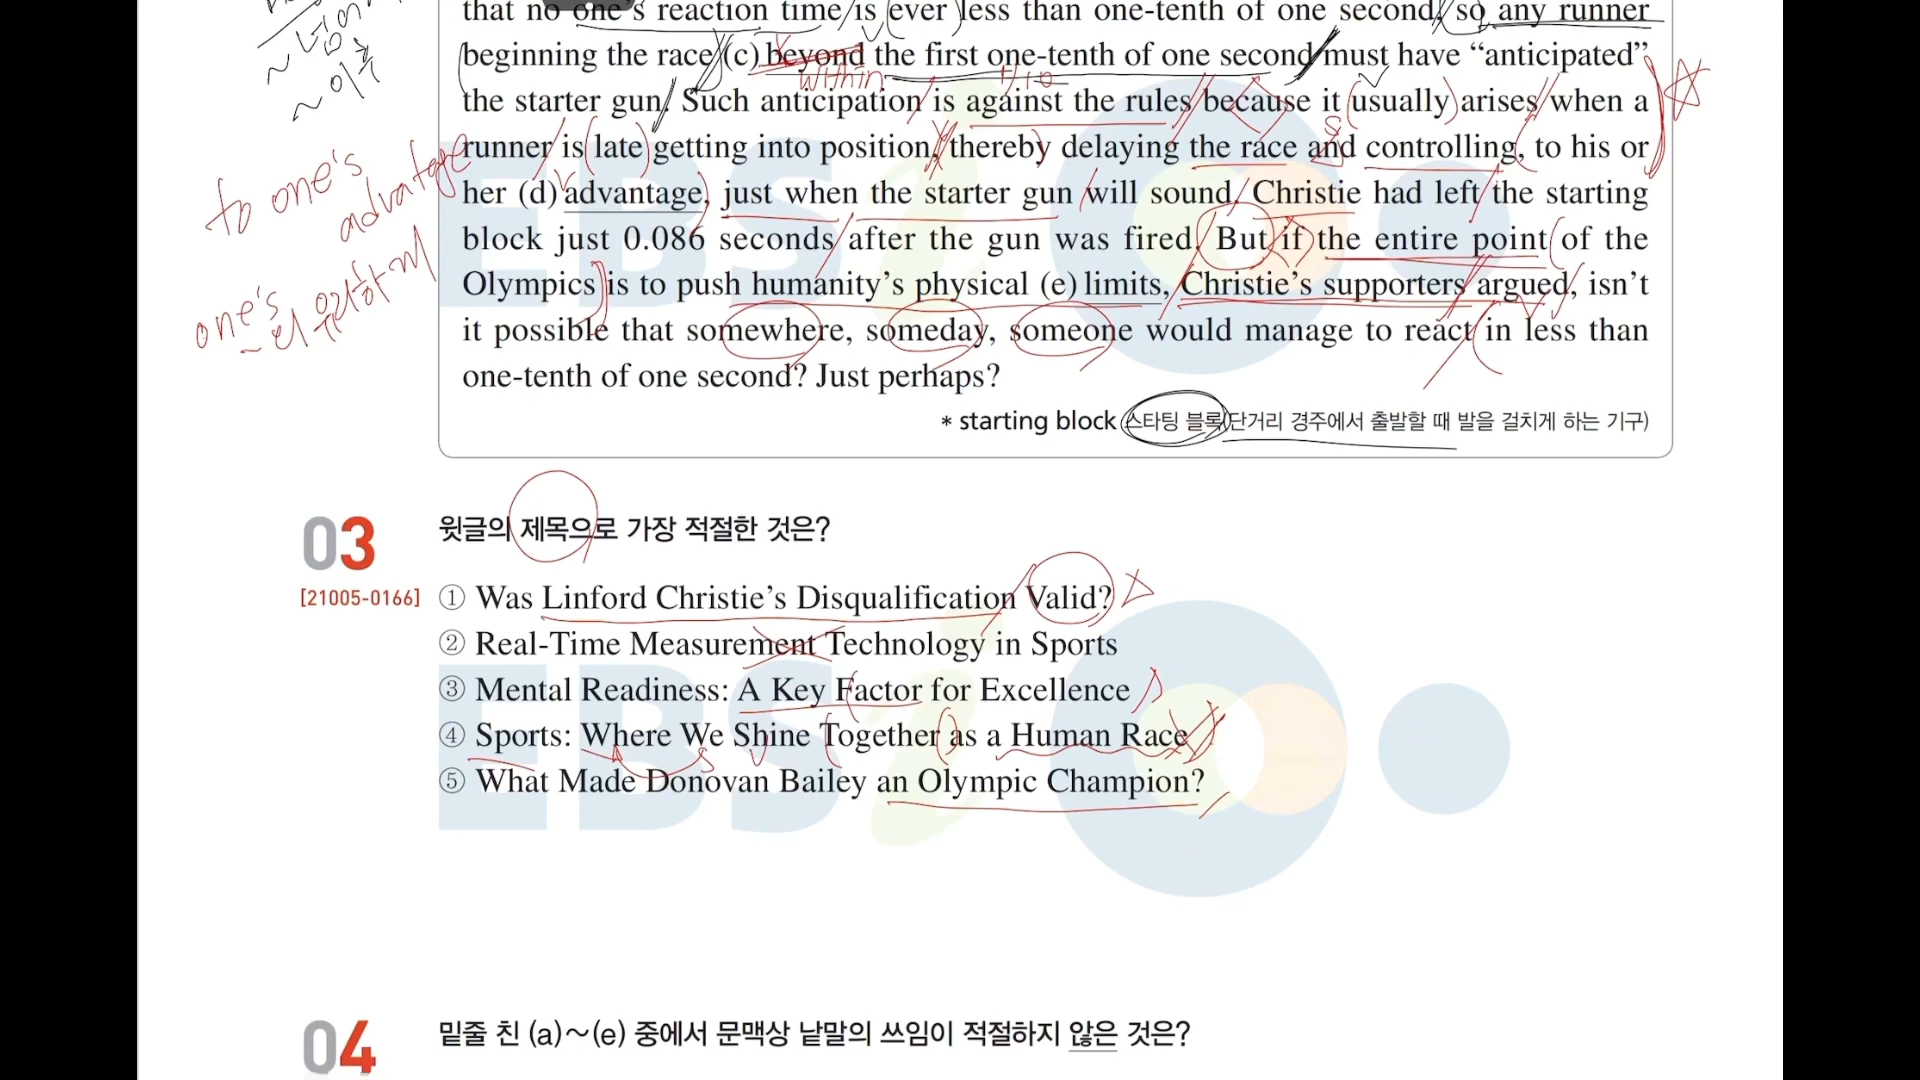 that no one's reaction time is ever less than one-tenth of one second, so any runner
beginning the race (c) beyond the first one-tenth of one second must have “anticipated”
within 1/10
the starter gun. Such anticipation is against the rules because it usually arises when a
runner is late getting into position, thereby delaying the race and controlling, to his or
her (d) advantage, just when the starter gun will sound. Christie had left the starting
block just 0.086 seconds after the gun was fired. But if the entire point of the
Olympics is to push humanity's physical (e) limits, Christie's supporters argued, isn't
it possible that somewhere, someday, someone would manage to react in less than
one-tenth of one second? Just perhaps?
* starting block 스타팅 블록(단거리 경주에서 출발할 때 발을 걸치게 하는 기구)
~이후
to one's
advantage
one's
~의 유리하게
03 윗글의 제목으로 가장 적절한 것은?
[21005-0166] ① Was Linford Christie's Disqualification Valid?
② Real-Time Measurement Technology in Sports
③ Mental Readiness: A Key Factor for Excellence
④ Sports: Where We Shine Together as a Human Race
S V
⑤ What Made Donovan Bailey an Olympic Champion?
EBSi
04 밑줄 친 (a)~(e) 중에서 문맥상 낱말의 쓰임이 적절하지 않은 것은?